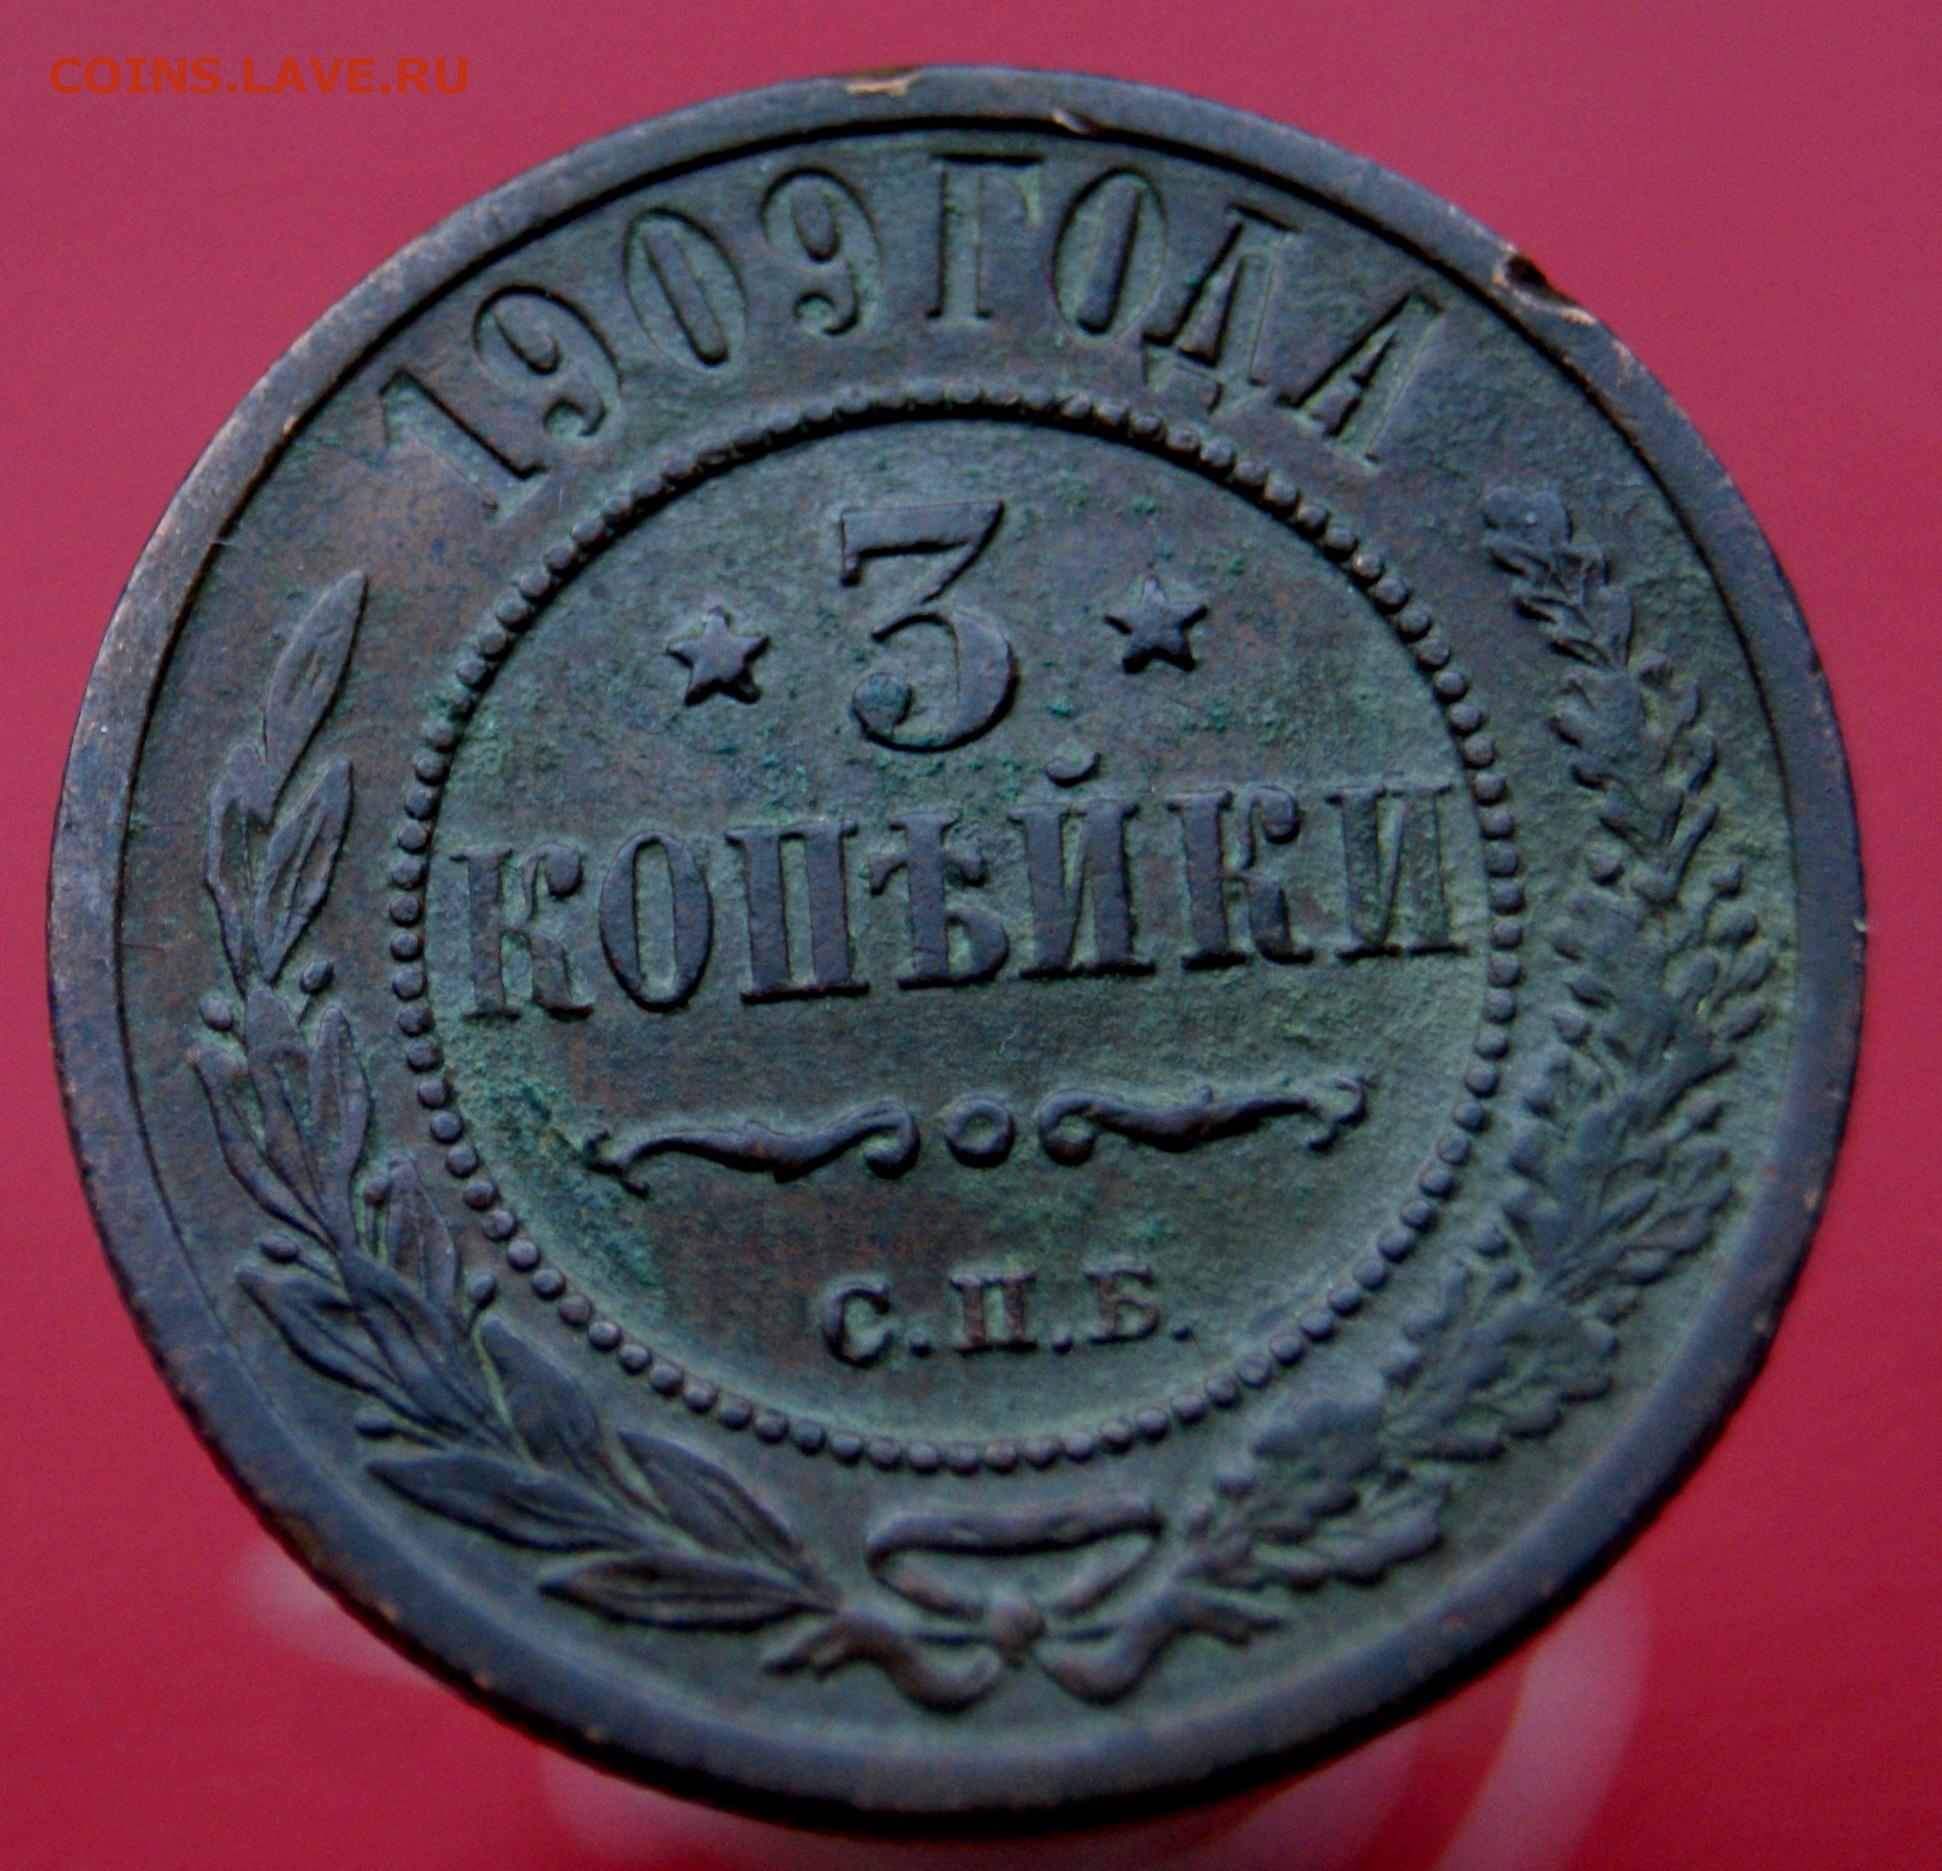 COINS.LAVE.RU
1909 ГОДА
3
КОПѢЙКИ
С.П.Б.